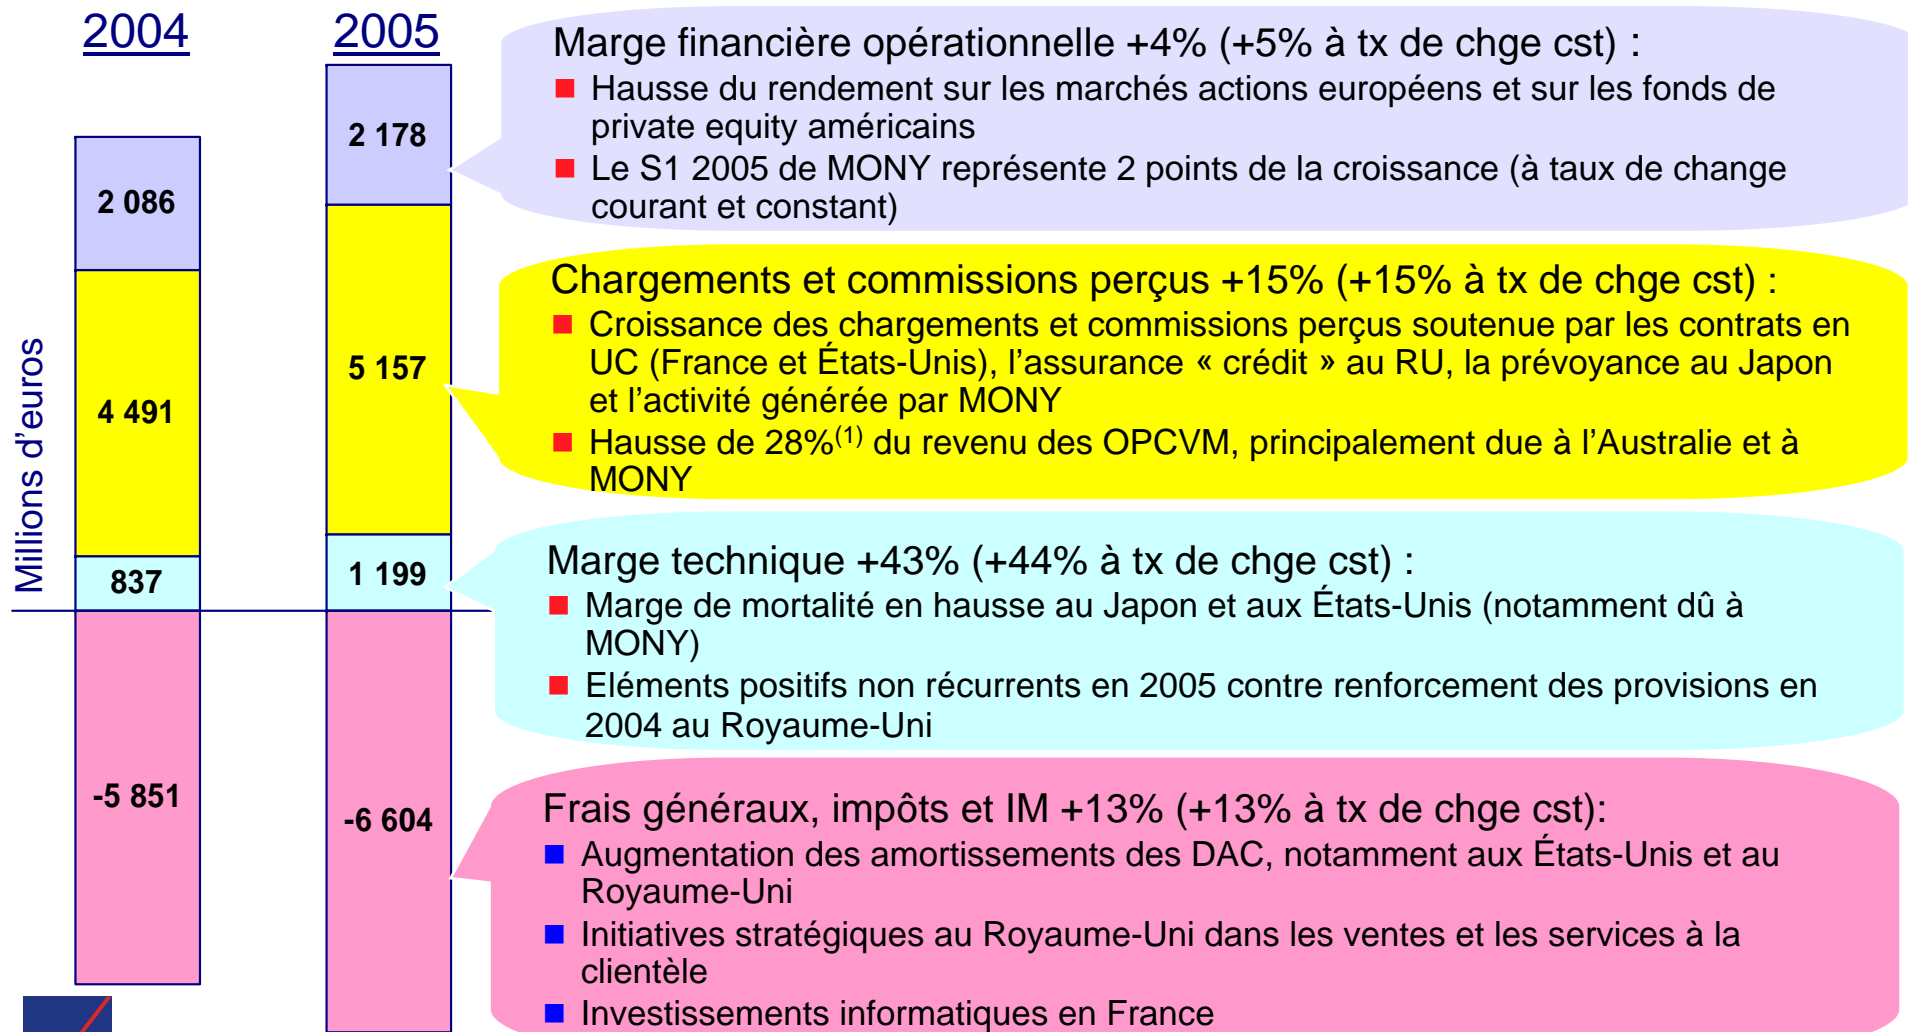 2004
2005
Millions d'euros
2 086
4 491
837
-5 851
2 178
5 157
1 199
-6 604
Marge financière opérationnelle +4% (+5% à tx de chge cst) :
Hausse du rendement sur les marchés actions européens et sur les fonds de
private equity américains
Le S1 2005 de MONY représente 2 points de la croissance (à taux de change
courant et constant)
Chargements et commissions perçus +15% (+15% à tx de chge cst) :
Croissance des chargements et commissions perçus soutenue par les contrats en
UC (France et États-Unis), l'assurance « crédit » au RU, la prévoyance au Japon
et l'activité générée par MONY
Hausse de 28%(1) du revenu des OPCVM, principalement due à l'Australie et à
MONY
Marge technique +43% (+44% à tx de chge cst) :
Marge de mortalité en hausse au Japon et aux États-Unis (notamment dû à
MONY)
Eléments positifs non récurrents en 2005 contre renforcement des provisions en
2004 au Royaume-Uni
Frais généraux, impôts et IM +13% (+13% à tx de chge cst):
Augmentation des amortissements des DAC, notamment aux États-Unis et au
Royaume-Uni
Initiatives stratégiques au Royaume-Uni dans les ventes et les services à la
clientèle
Investissements informatiques en France